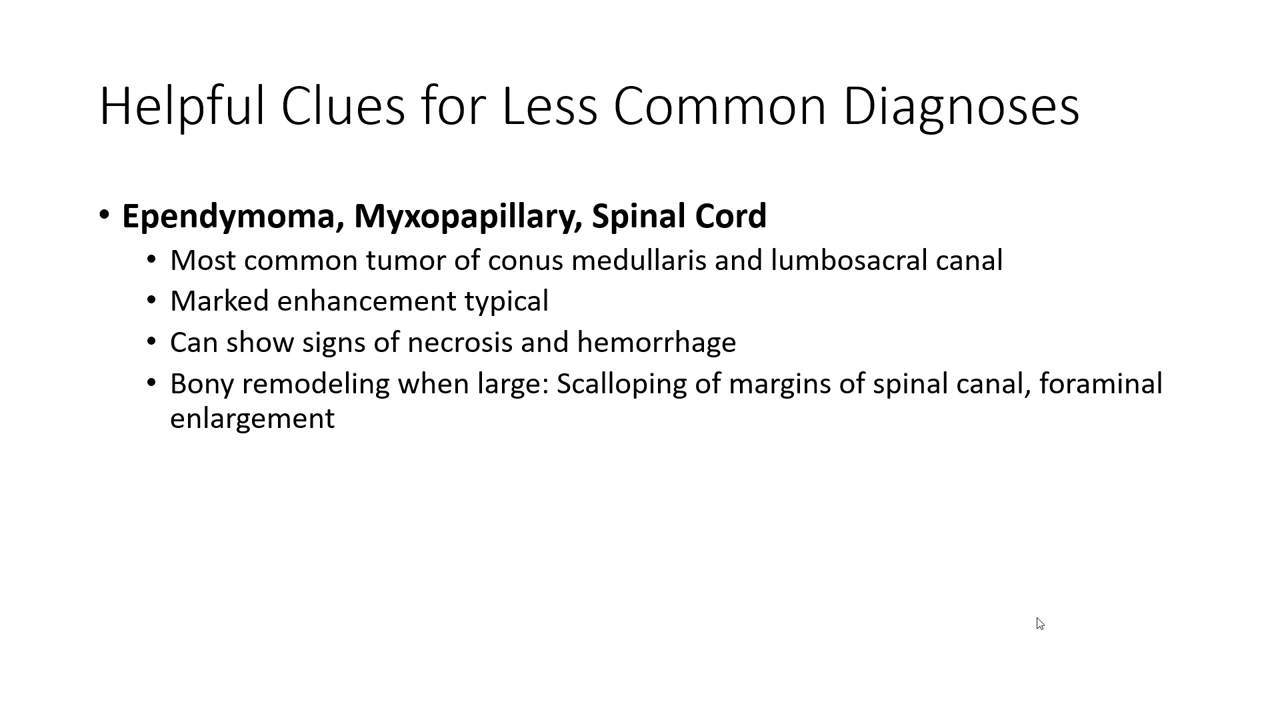 Helpful Clues for Less Common Diagnoses
• Ependymoma, Myxopapillary, Spinal Cord
• Most common tumor of conus medullaris and lumbosacral canal
• Marked enhancement typical
• Can show signs of necrosis and hemorrhage
• Bony remodeling when large: Scalloping of margins of spinal canal, foraminal
enlargement